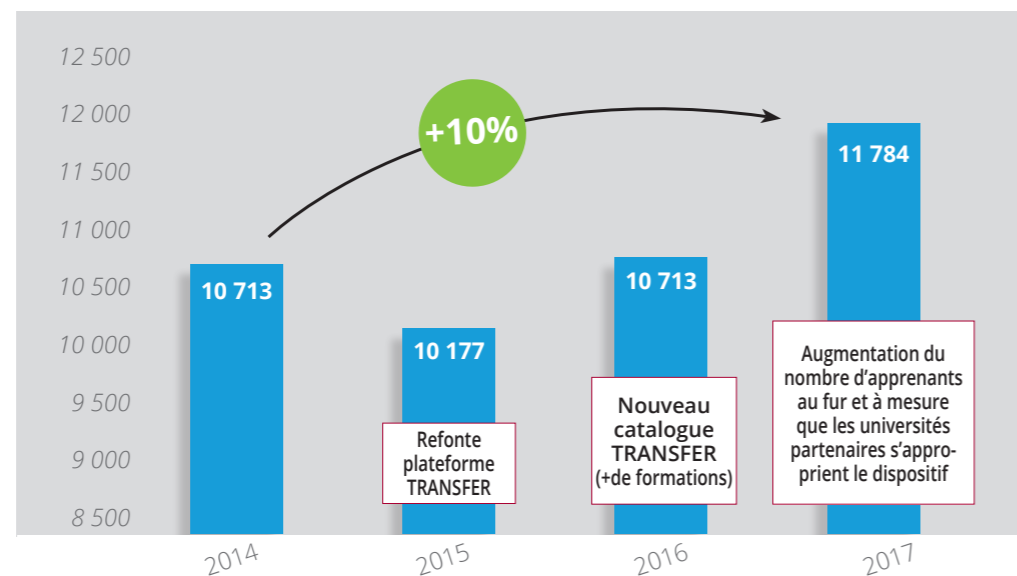 12 500
12 000
11 500
11 000
10 500
10 000
9 500
9 000
8 500
+10%
10 713
10 177
Refonte
plateforme
TRANSFER
10 713
Nouveau
catalogue
TRANSFER
(+de formations)
11 784
Augmentation du
nombre d’apprenants
au fur et à mesure
que les universités
partenaires s’appro-
prient le dispositif
2014
2015
2016
2017